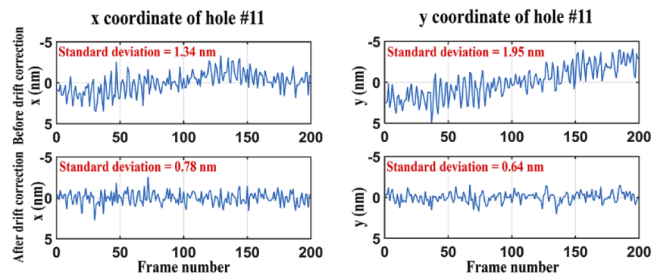 x coordinate of hole #11
y coordinate of hole #11
Before drift correction
x (nm)
-5
0
5
Standard deviation = 1.34 nm
0 50 100 150 200
y (nm)
-5
0
5
Standard deviation = 1.95 nm
0 50 100 150 200
After drift correction
x (nm)
-5
0
5
Standard deviation = 0.78 nm
0 50 100 150 200
Frame number
y (nm)
-5
0
5
Standard deviation = 0.64 nm
0 50 100 150 200
Frame number